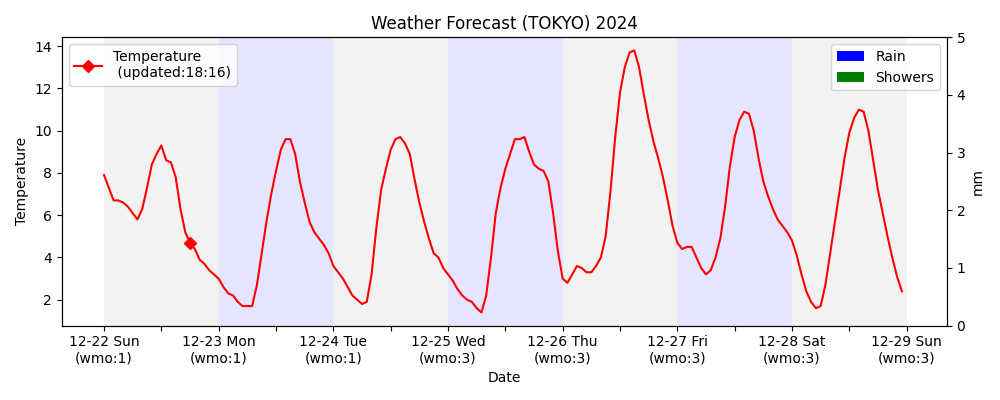 Weather Forecast (TOKYO) 2024
Temperature
(updated:18:16)
Rain
Showers
Temperature
14
12
10
8
6
4
2
5
4
3
2
1
0
mm
12-22 Sun
(wmo:1)
12-23 Mon
(wmo:1)
12-24 Tue
(wmo:1)
12-25 Wed
(wmo:3)
12-26 Thu
(wmo:3)
12-27 Fri
(wmo:3)
12-28 Sat
(wmo:3)
12-29 Sun
(wmo:3)
Date